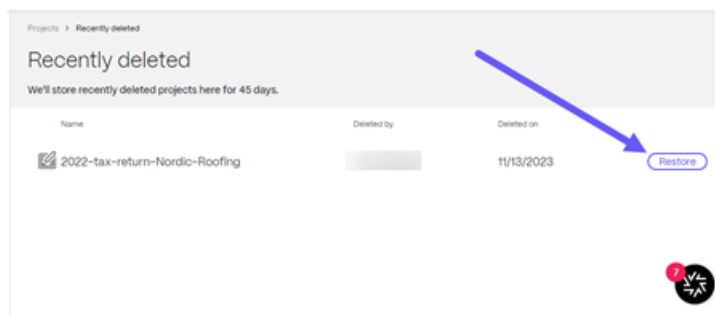 Projects > Recently deleted
Recently deleted
We'll store recently deleted projects here for 45 days.
Name Deleted by Deleted on
2022-tax-return-Nordic-Roofing 11/13/2023 Restore
7